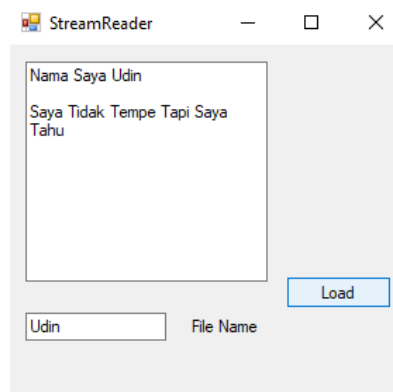 StreamReader
Nama Saya Udin
Saya Tidak Tempe Tapi Saya
Tahu
Load
Udin
File Name